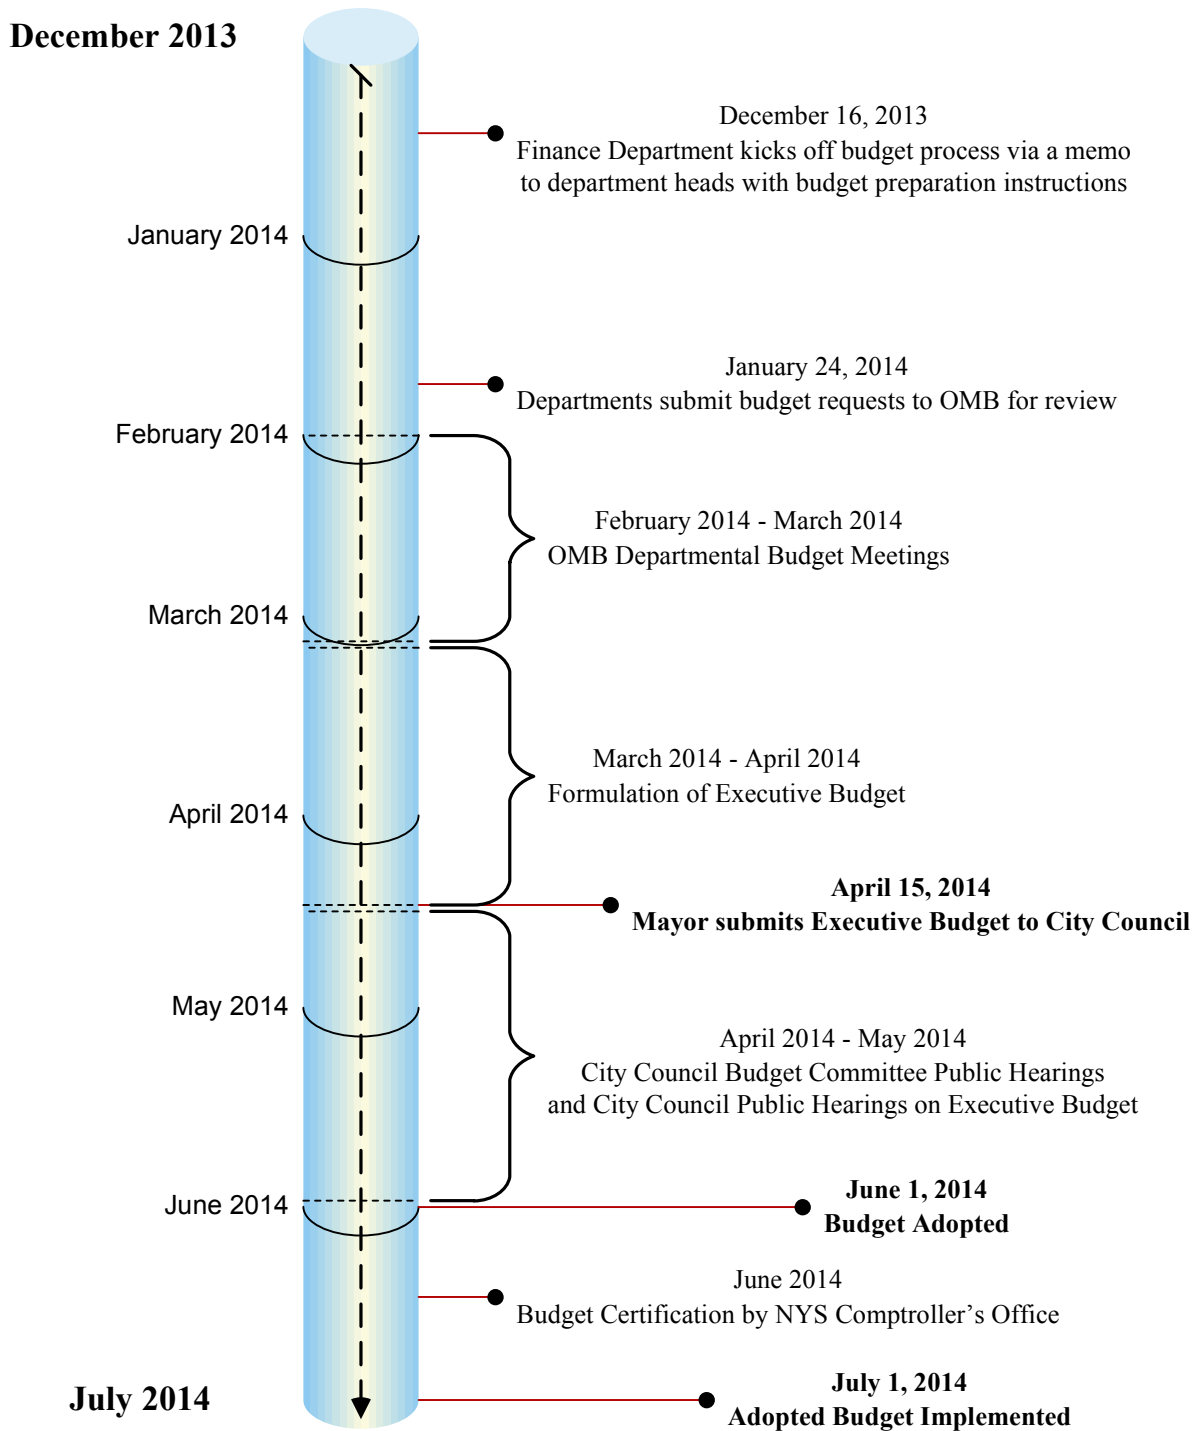 December 2013
December 16, 2013
Finance Department kicks off budget process via a memo
to department heads with budget preparation instructions
January 2014
January 24, 2014
Departments submit budget requests to OMB for review
February 2014
February 2014 - March 2014
OMB Departmental Budget Meetings
March 2014
March 2014 - April 2014
Formulation of Executive Budget
April 2014
April 15, 2014
Mayor submits Executive Budget to City Council
May 2014
April 2014 - May 2014
City Council Budget Committee Public Hearings
and City Council Public Hearings on Executive Budget
June 2014
June 1, 2014
Budget Adopted
June 2014
Budget Certification by NYS Comptroller’s Office
July 2014
July 1, 2014
Adopted Budget Implemented